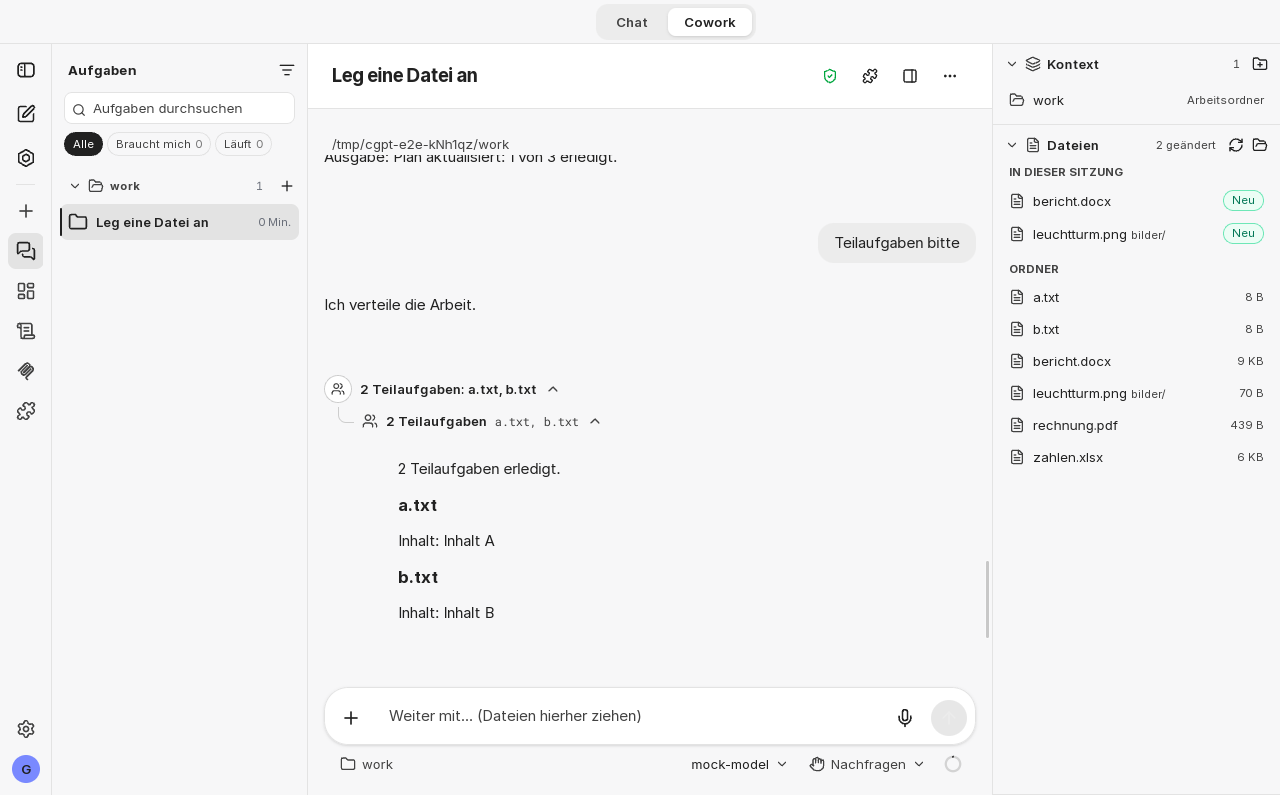 Chat
Cowork
Aufgaben
Aufgaben durchsuchen
Alle
Braucht mich 0
Läuft 0
work 1
Leg eine Datei an 0 Min.
G
Leg eine Datei an
/tmp/cgpt-e2e-kNh1qz/work
Ausgabe: Plan aktualisiert: 1 von 3 erledigt.
Teilaufgaben bitte
Ich verteile die Arbeit.
2 Teilaufgaben: a.txt, b.txt
2 Teilaufgaben a.txt, b.txt
2 Teilaufgaben erledigt.
a.txt
Inhalt: Inhalt A
b.txt
Inhalt: Inhalt B
Weiter mit... (Dateien hierher ziehen)
work
mock-model
Nachfragen
Kontext 1
work Arbeitsordner
Dateien 2 geändert
IN DIESER SITZUNG
bericht.docx Neu
leuchtturm.png bilder/ Neu
ORDNER
a.txt 8 B
b.txt 8 B
bericht.docx 9 KB
leuchtturm.png bilder/ 70 B
rechnung.pdf 439 B
zahlen.xlsx 6 KB